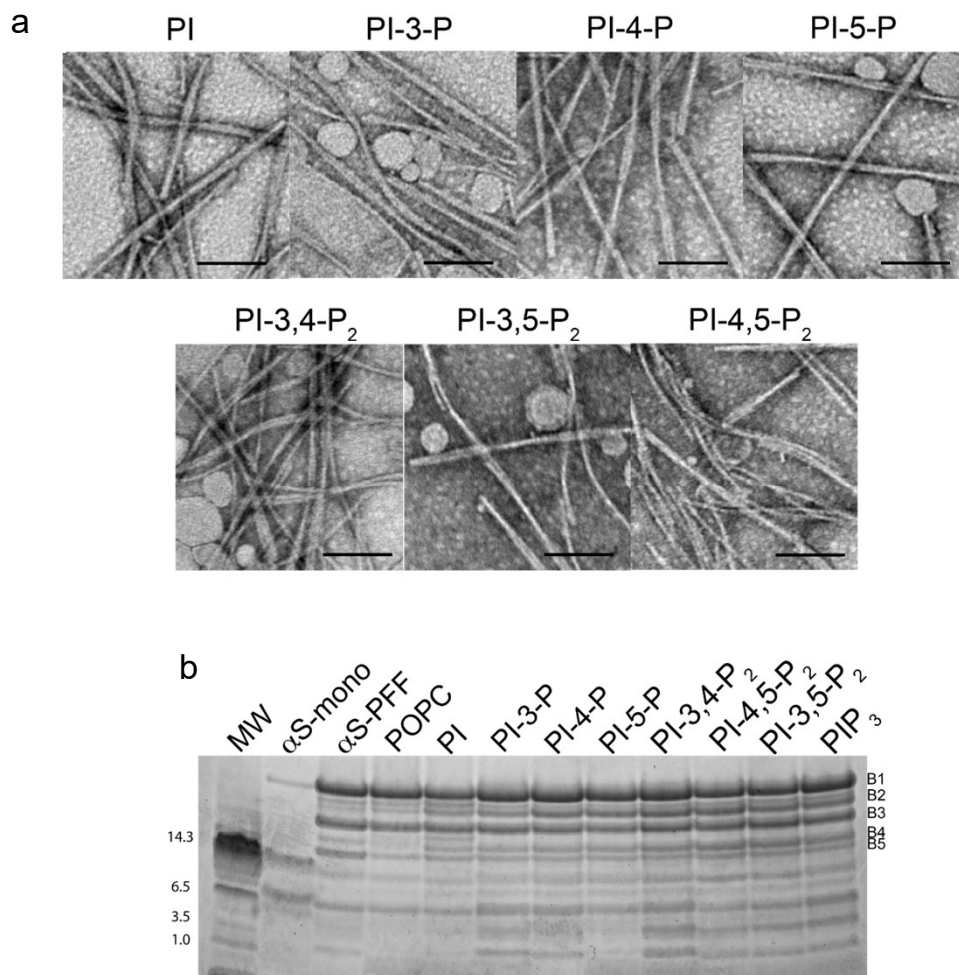 a
PI PI-3-P PI-4-P PI-5-P
PI-3,4-P2 PI-3,5-P2 PI-4,5-P2
b
MW αS-mono αS-PFF POPC PI PI-3-P PI-4-P PI-5-P PI-3,4-P2 PI-4,5-P2 PI-3,5-P2 PIP3
B1
B2
B3
14.3 B4
B5
6.5
3.5
1.0